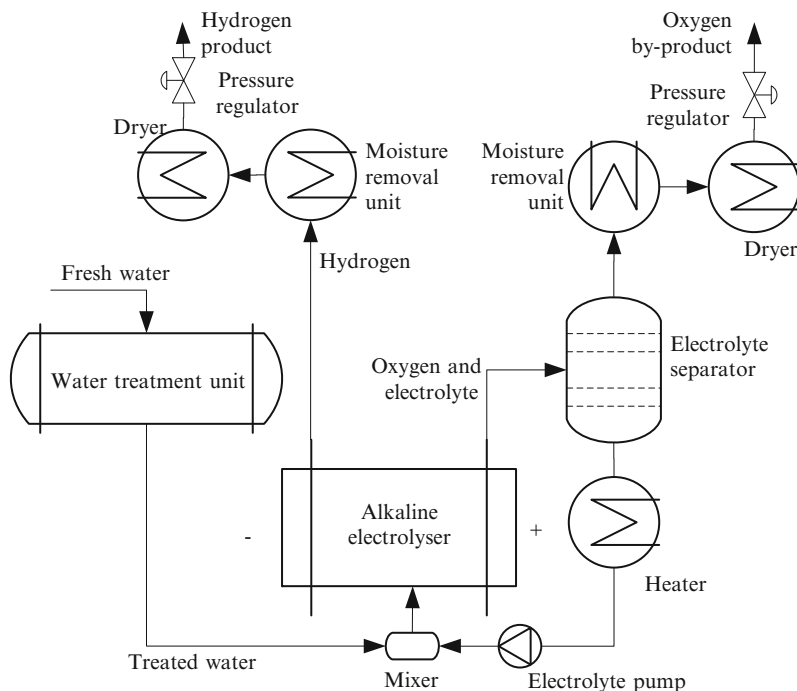 Hydrogen
product
Pressure
regulator
Dryer
Moisture
removal
unit
Hydrogen
Oxygen
by-product
Pressure
regulator
Moisture
removal
unit
Dryer
Fresh water
Water treatment unit
Oxygen and
electrolyte
Electrolyte
separator
-
Alkaline
electrolyser
+
Heater
Treated water
Mixer
Electrolyte pump